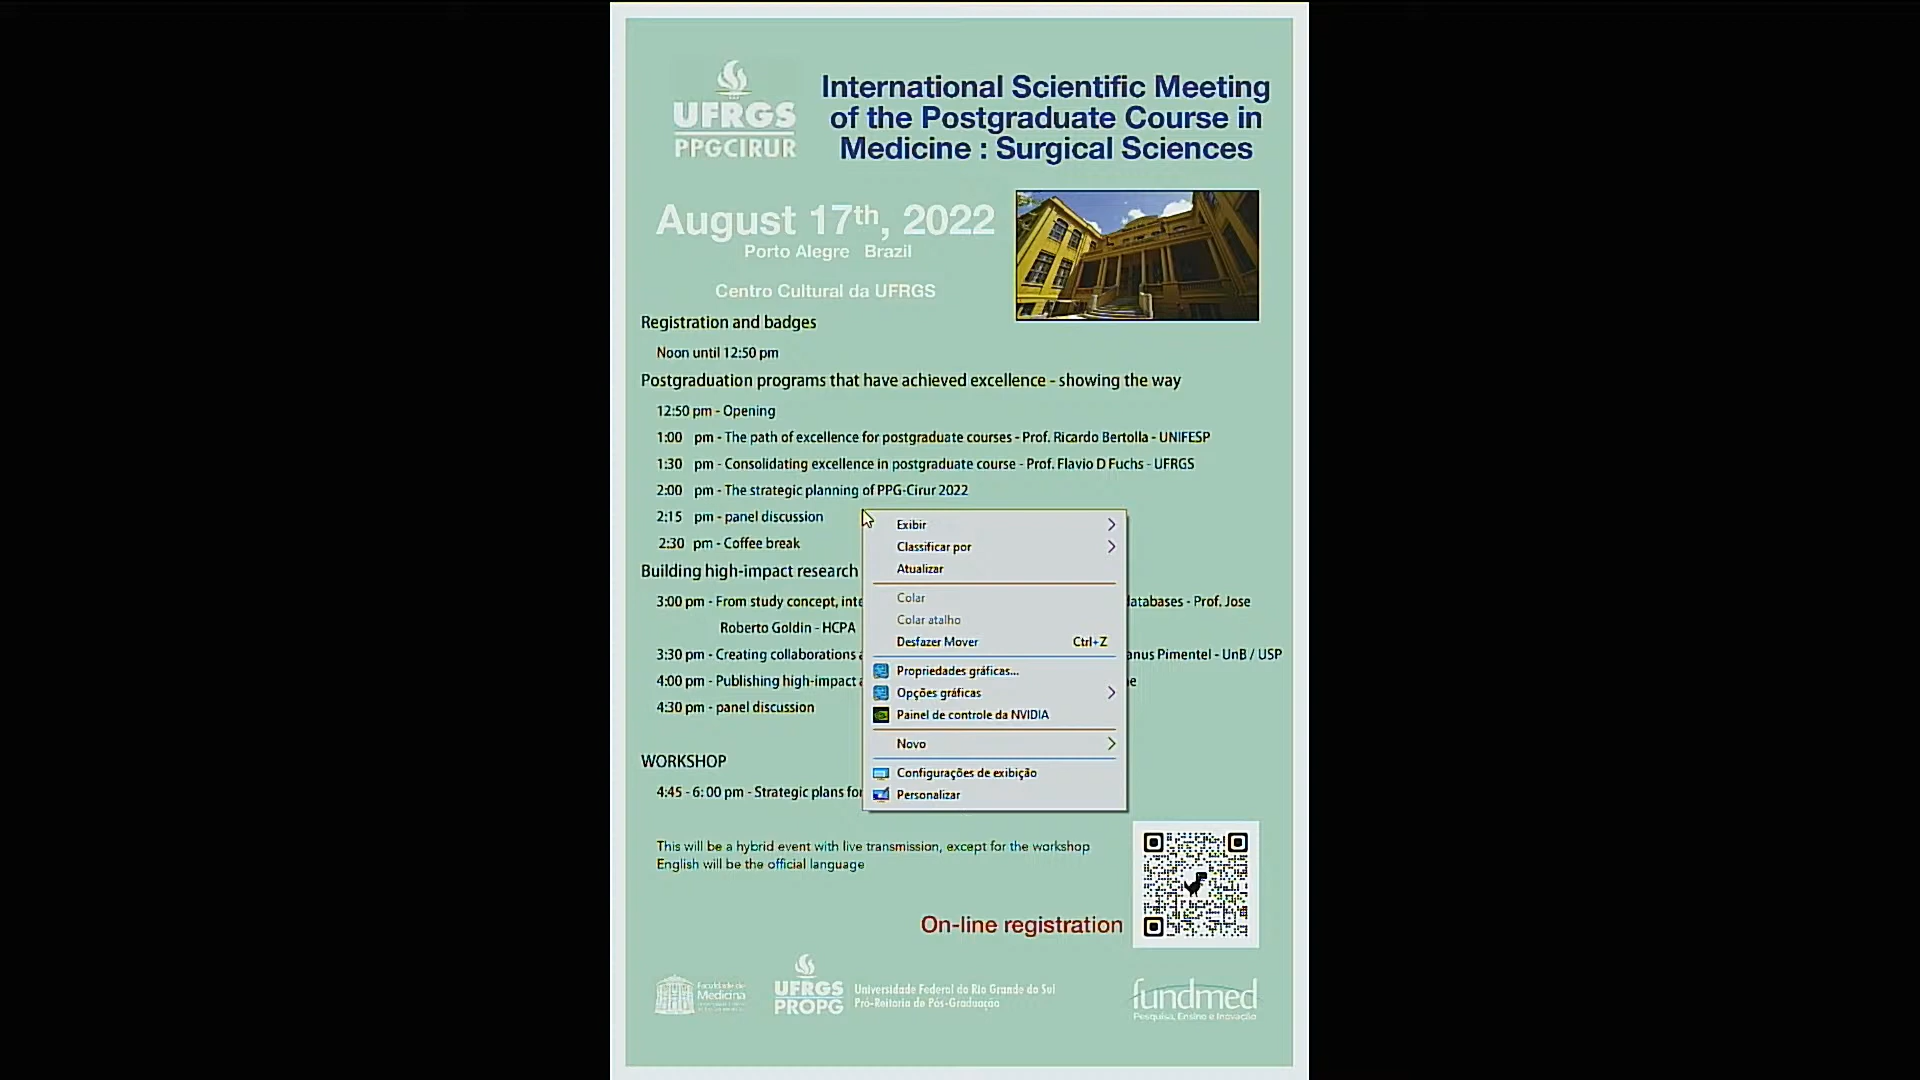 UFRGS
PPGCIRUR
International Scientific Meeting
of the Postgraduate Course in
Medicine : Surgical Sciences
August 17th, 2022
Porto Alegre Brazil
Centro Cultural da UFRGS
Registration and badges
Noon until 12:50 pm
Postgraduation programs that have achieved excellence - showing the way
12:50 pm - Opening
1:00 pm - The path of excellence for postgraduate courses - Prof. Ricardo Bertolla - UNIFESP
1:30 pm - Consolidating excellence in postgraduate course - Prof. Flavio D Fuchs - UFRGS
2:00 pm - The strategic planning of PPG-Cirur 2022
2:15 pm - panel discussion
2:30 pm - Coffee break
Building high-impact research
3:00 pm - From study concept, inte
atabases - Prof. Jose
Roberto Goldin - HCPA
3:30 pm - Creating collaborations a
anus Pimentel - UnB / USP
4:00 pm - Publishing high-impact a
ne
4:30 pm - panel discussion
WORKSHOP
4:45 - 6:00 pm - Strategic plans for
Exibir
Classificar por
Atualizar
Colar
Colar atalho
Desfazer Mover Ctrl+Z
Propriedades gráficas...
Opções gráficas
Painel de controle da NVIDIA
Novo
Configurações de exibição
Personalizar
This will be a hybrid event with live transmission, except for the workshop
English will be the official language
On-line registration
Faculdade de
Medicina
UFRGS
PROPG
Universidade Federal do Rio Grande do Sul
Pró-Reitoria de Pós-Graduação
fundmed
Pesquisa, Ensino e Inovação